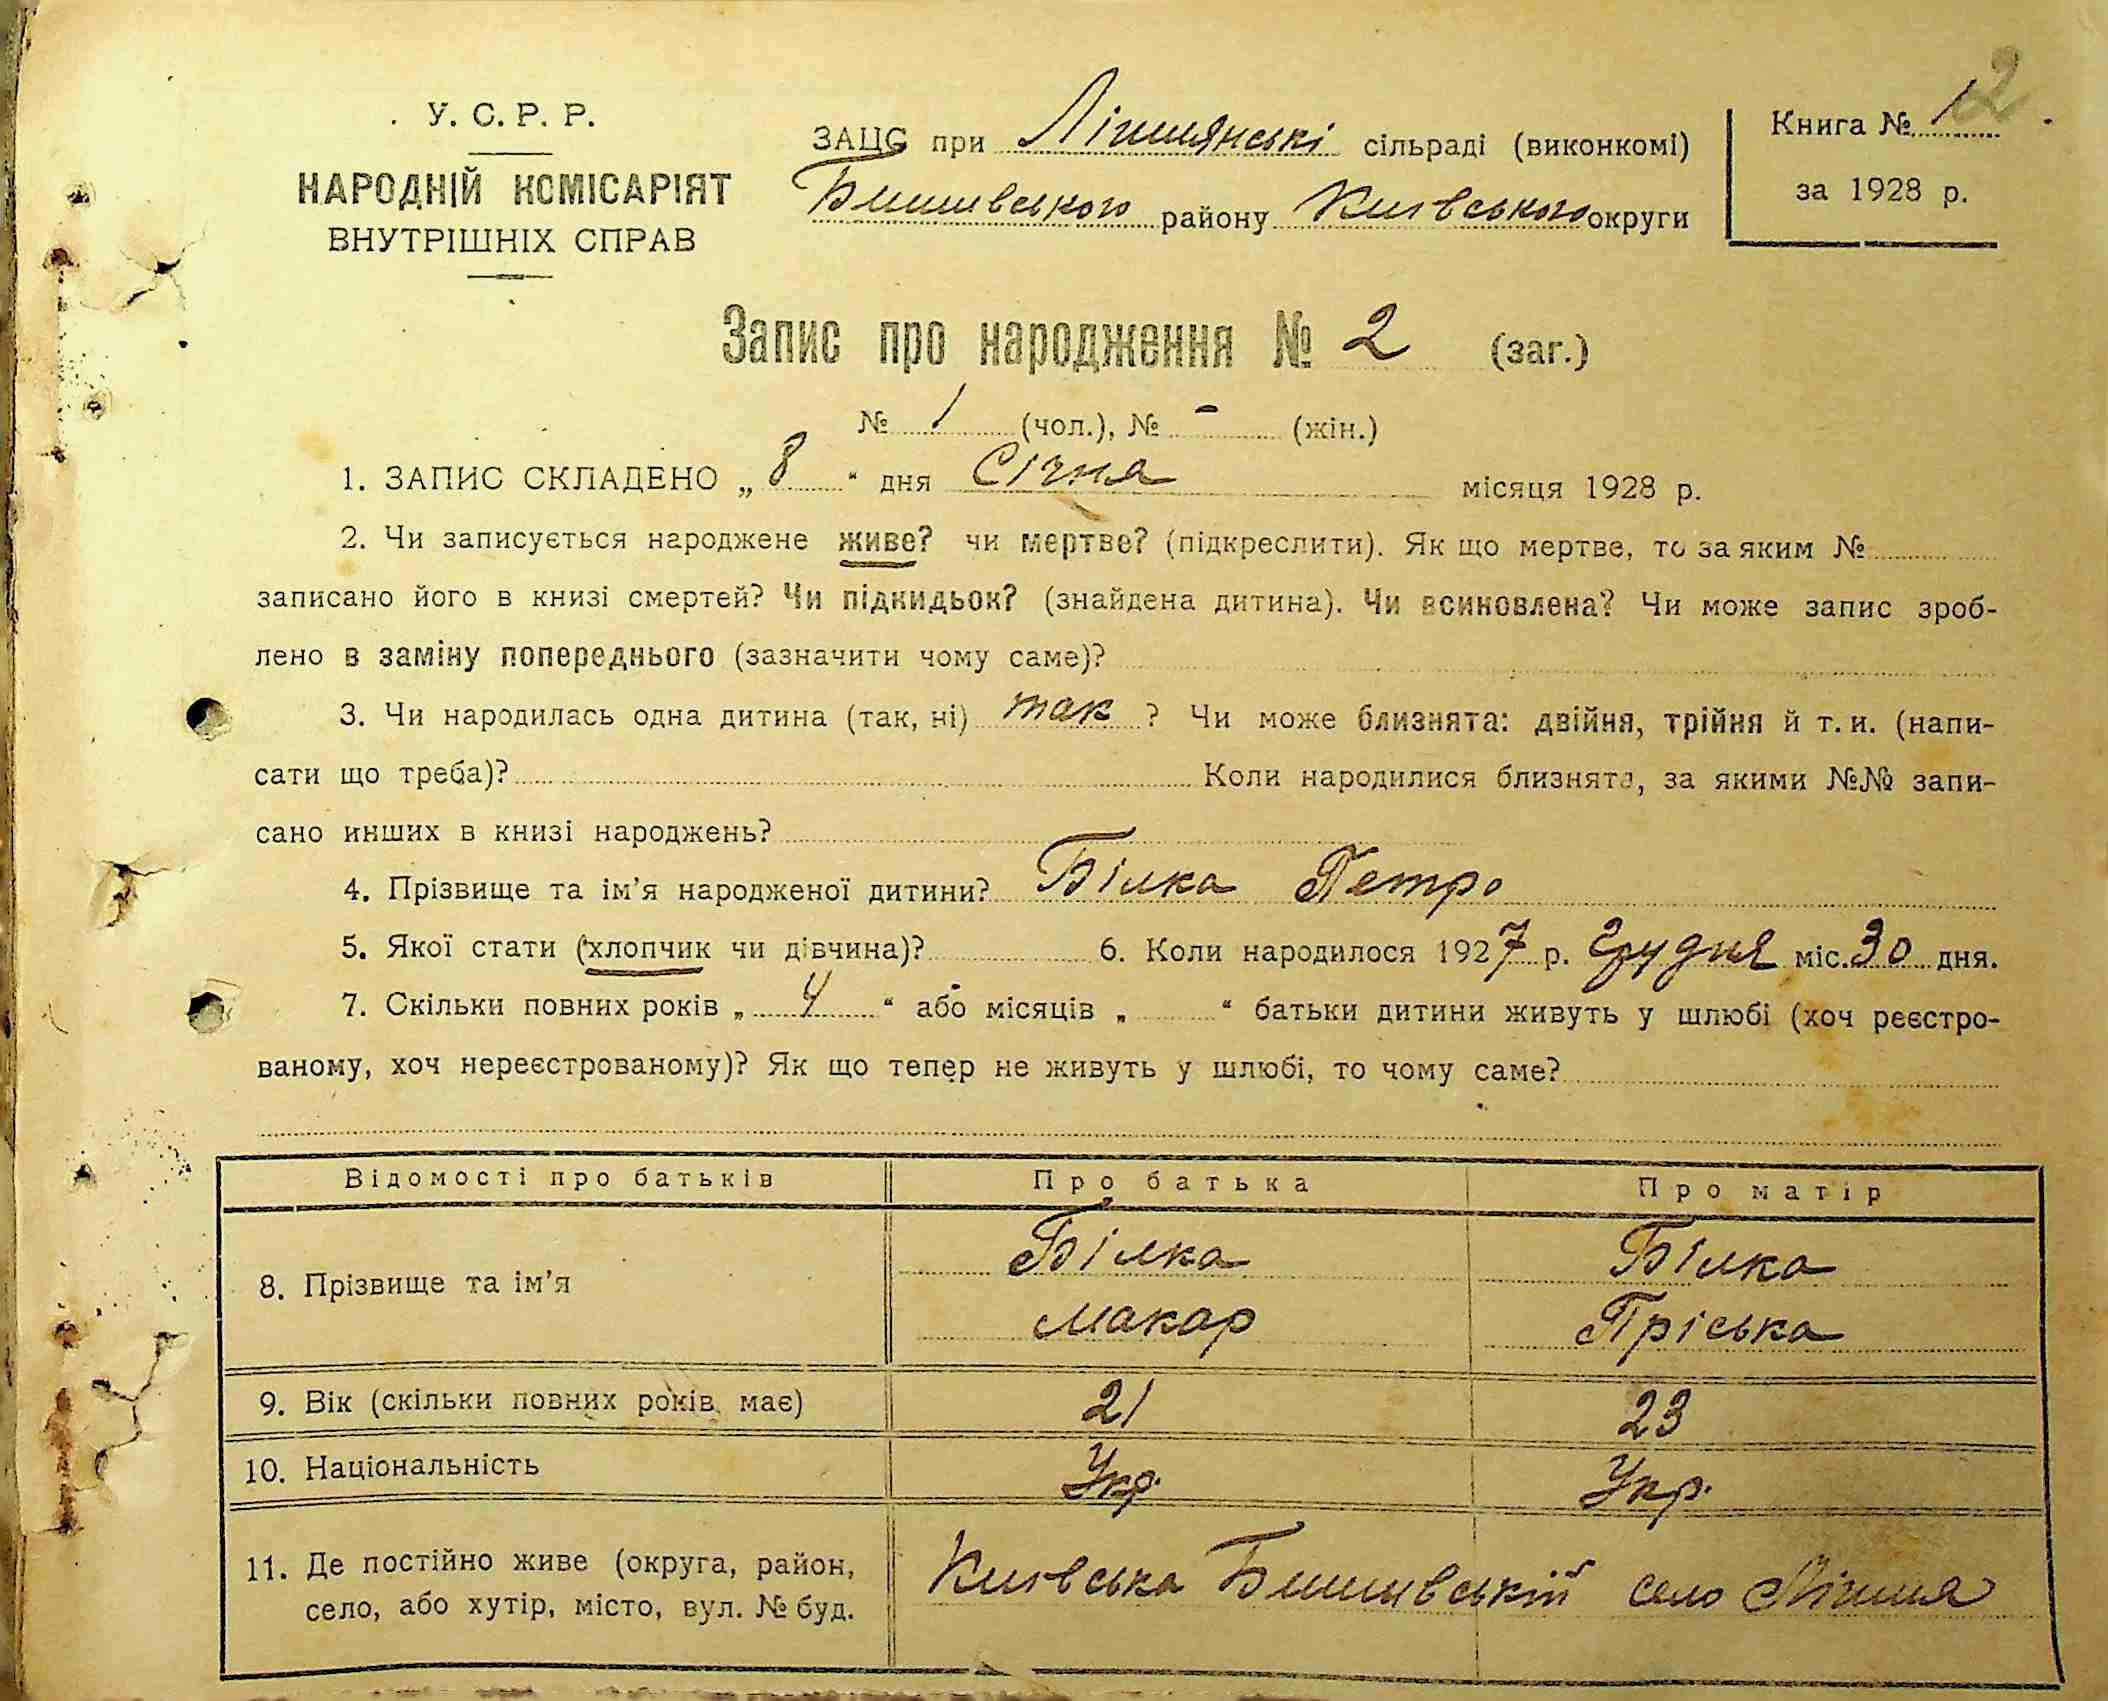 У. С. Р. Р.
НАРОДНІЙ КОМІСАРІЯТ
ВНУТРІШНІХ СПРАВ
ЗАЦС при Лішнянські сільраді (виконкомі)
Бишивського району Київського округи
Книга № 1
2
за 1928 р.
Запис про народження № 2 (заг.)
№ 1 (чол.), № - (жін.)
1. ЗАПИС СКЛАДЕНО „ 8 “ дня Січня місяця 1928 р.
2. Чи записується народжене живе? чи мертве? (підкреслити). Як що мертве, то за яким №
записано його в книзі смертей? Чи підкидьок? (знайдена дитина). Чи всиновлена? Чи може запис зроб-
лено в заміну попереднього (зазначити чому саме)?
3. Чи народилась одна дитина (так, ні) так ? Чи може близнята: двійня, трійня й т. и. (напи-
сати що треба)? Коли народилися близнята, за якими №№ запи-
сано инших в книзі народжень?
4. Прізвище та ім'я народженої дитини? Білка Петро
5. Якої стати (хлопчик чи дівчина)? 6. Коли народилося 1927 р. Грудня міс. 30 дня.
7. Скільки повних років „ 4 “ або місяців „ “ батьки дитини живуть у шлюбі (хоч реєстро-
ваному, хоч нереєстрованому)? Як що тепер не живуть у шлюбі, то чому саме?
Відомості про батьків Про батька Про матір
8. Прізвище та ім'я Білка Білка
Макар Пріська
9. Вік (скільки повних років має) 21 23
10. Національність Укр. Укр.
11. Де постійно живе (округа, район,
село, або хутір, місто, вул. № буд.
Київська Бишивській село Лішня